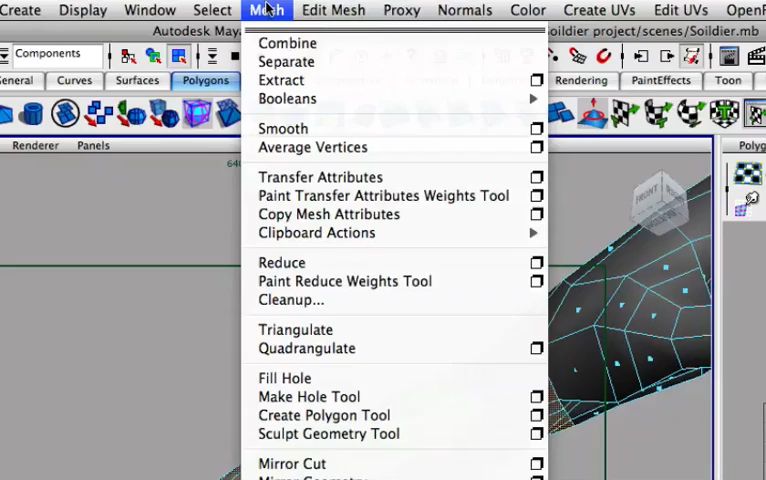 Create Display Window Select Mesh Edit Mesh Proxy Normals Color Create UVs Edit UVs
Autodesk May oildier project/scenes/Soildier.mb
Components
General Curves Surfaces Polygons Rendering PaintEffects Toon
Renderer Panels
Combine
Separate
Extract
Booleans
Smooth
Average Vertices
Transfer Attributes
Paint Transfer Attributes Weights Tool
Copy Mesh Attributes
Clipboard Actions
Reduce
Paint Reduce Weights Tool
Cleanup...
Triangulate
Quadrangulate
Fill Hole
Make Hole Tool
Create Polygon Tool
Sculpt Geometry Tool
Mirror Cut
Mirror Geometry
FRONT